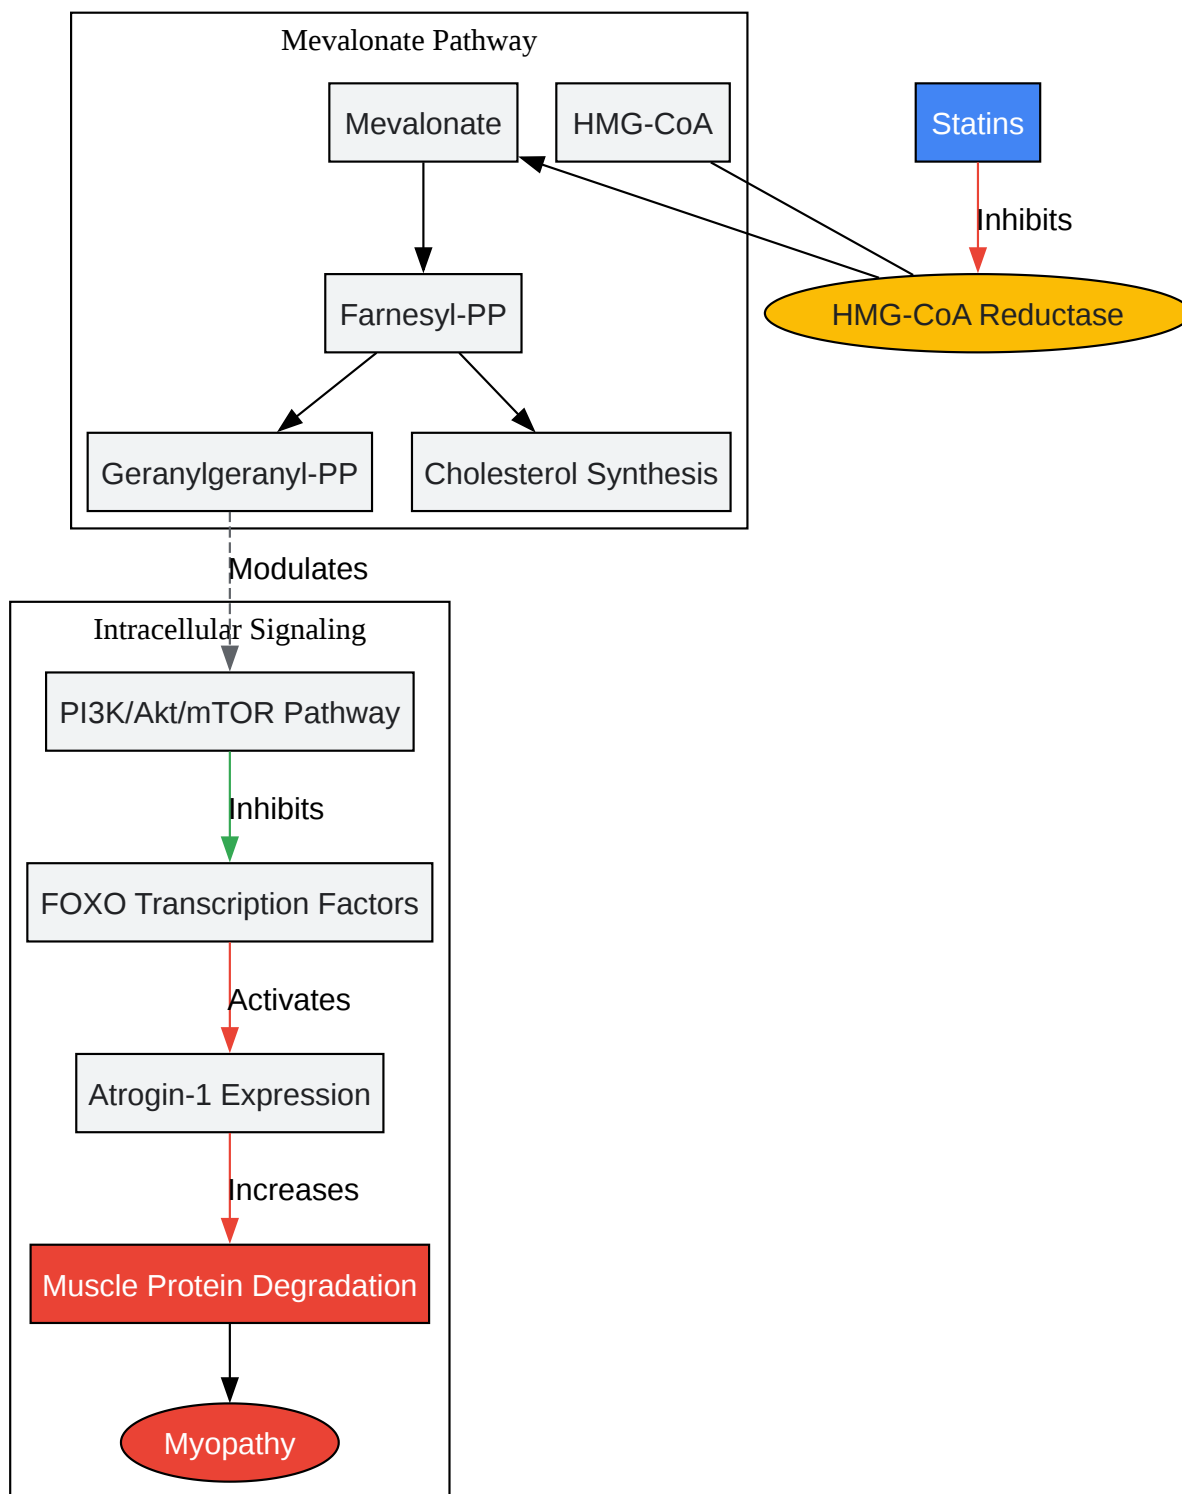 Mevalonate Pathway
Mevalonate
HMG-CoA
Statins
Inhibits
Farnesyl-PP
HMG-CoA Reductase
Geranylgeranyl-PP
Cholesterol Synthesis
Modulates
Intracellular Signaling
PI3K/Akt/mTOR Pathway
Inhibits
FOXO Transcription Factors
Activates
Atrogin-1 Expression
Increases
Muscle Protein Degradation
Myopathy